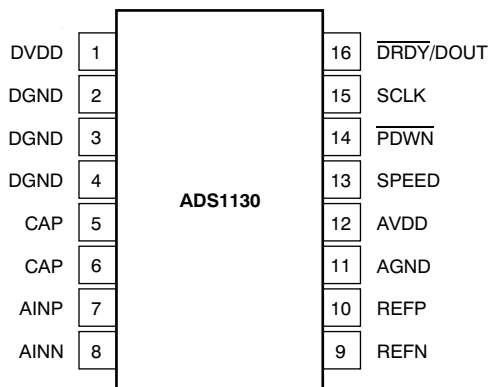 DVDD 1 16 DRDY/DOUT
DGND 2 15 SCLK
DGND 3 14 PDWN
DGND 4 13 SPEED
ADS1130
CAP 5 12 AVDD
CAP 6 11 AGND
AINP 7 10 REFP
AINN 8 9 REFN